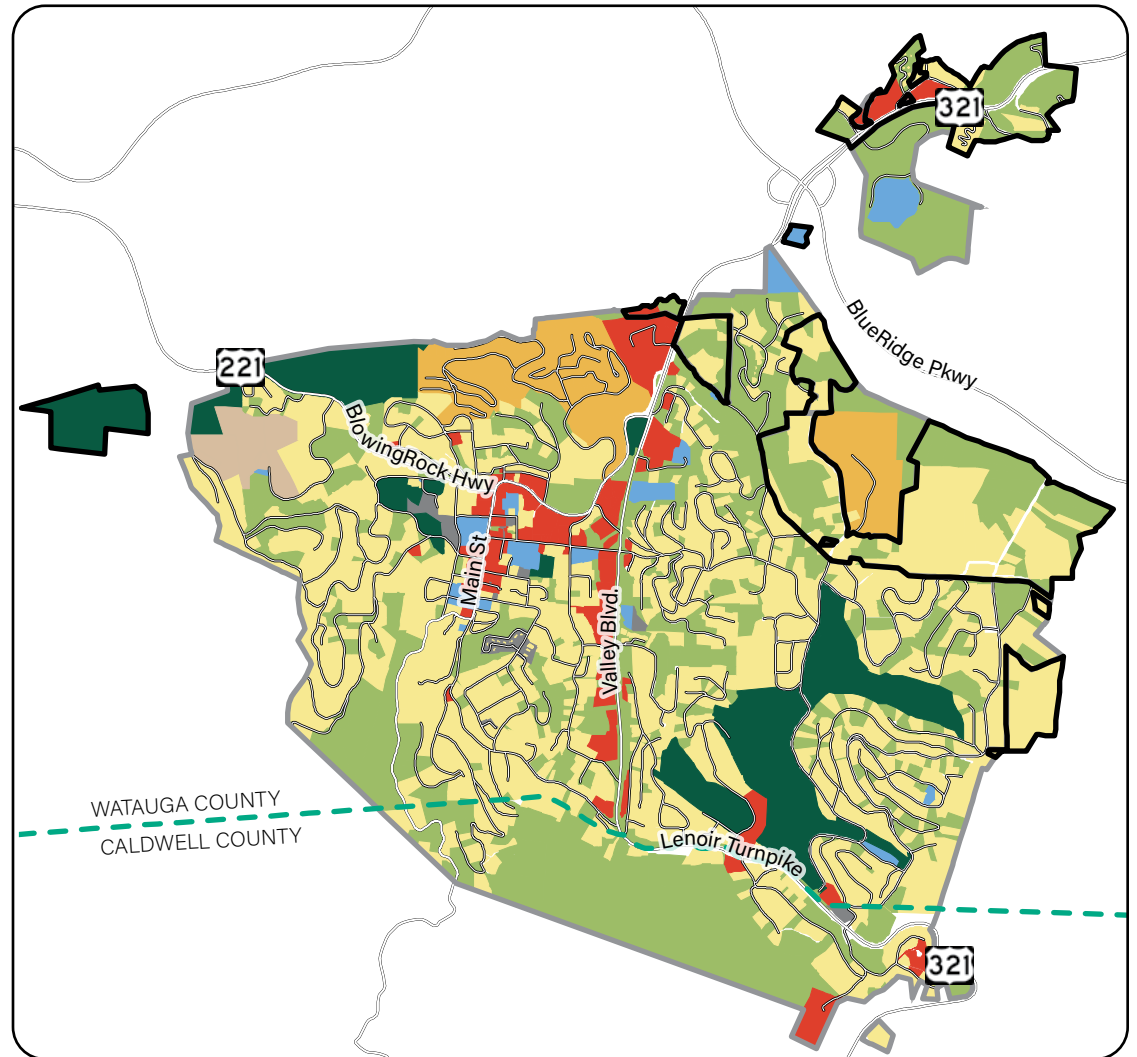 321
BlueRidge Pkwy
221
BlowingRock Hwy
Main St
Valley Blvd.
WATAUGA COUNTY
CALDWELL COUNTY
Lenoir Turnpike
321